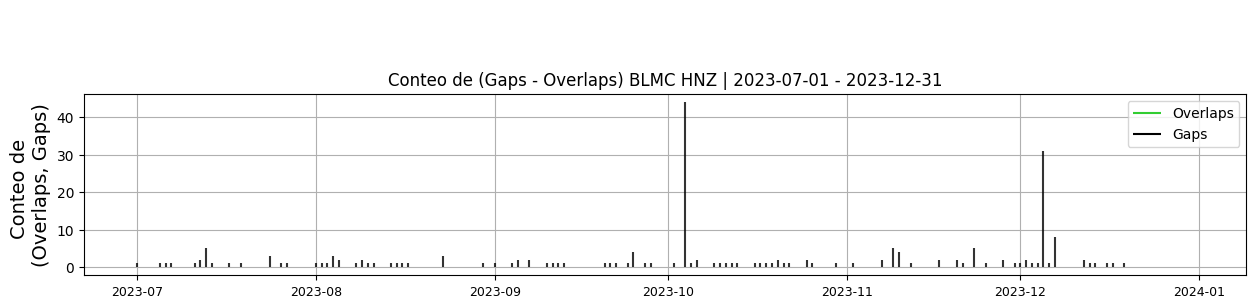 Conteo de (Gaps - Overlaps) BLMC HNZ | 2023-07-01 - 2023-12-31
Conteo de
(Overlaps, Gaps)
40
30
20
10
0
Overlaps
Gaps
2023-07
2023-08
2023-09
2023-10
2023-11
2023-12
2024-01